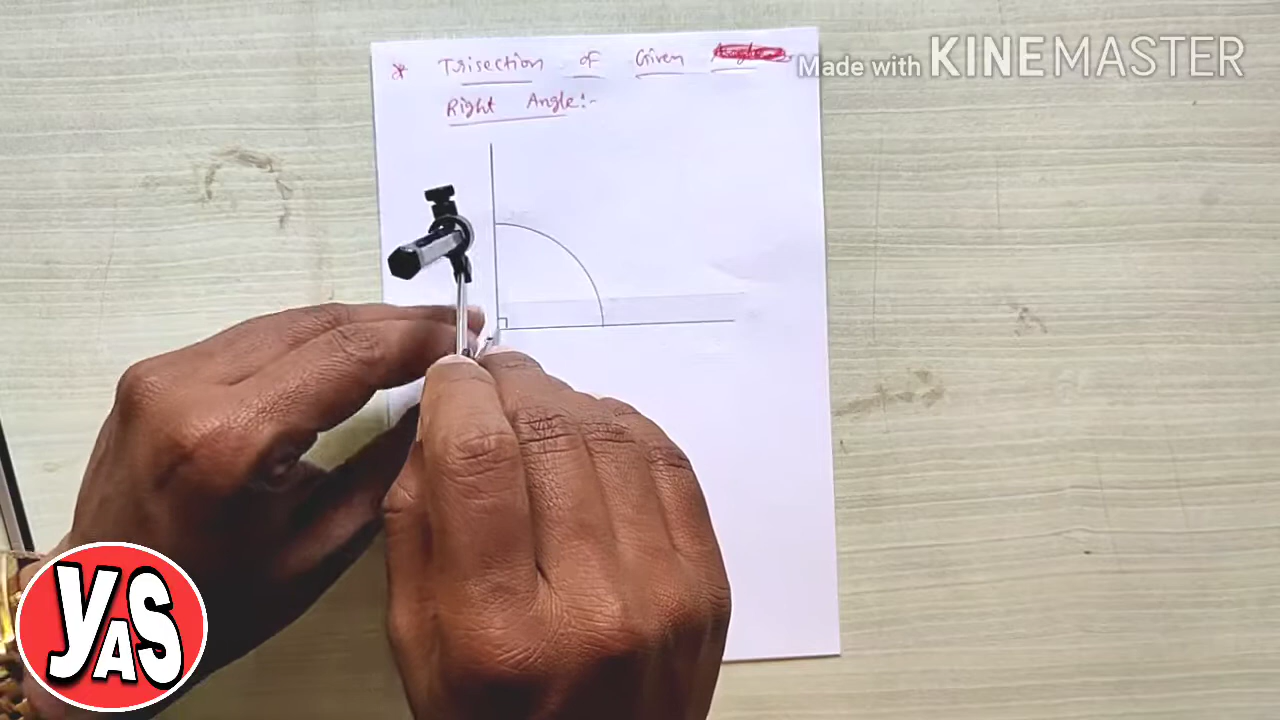 * Trisection of Given
Right Angle:-
Made with KINEMASTER
YAS